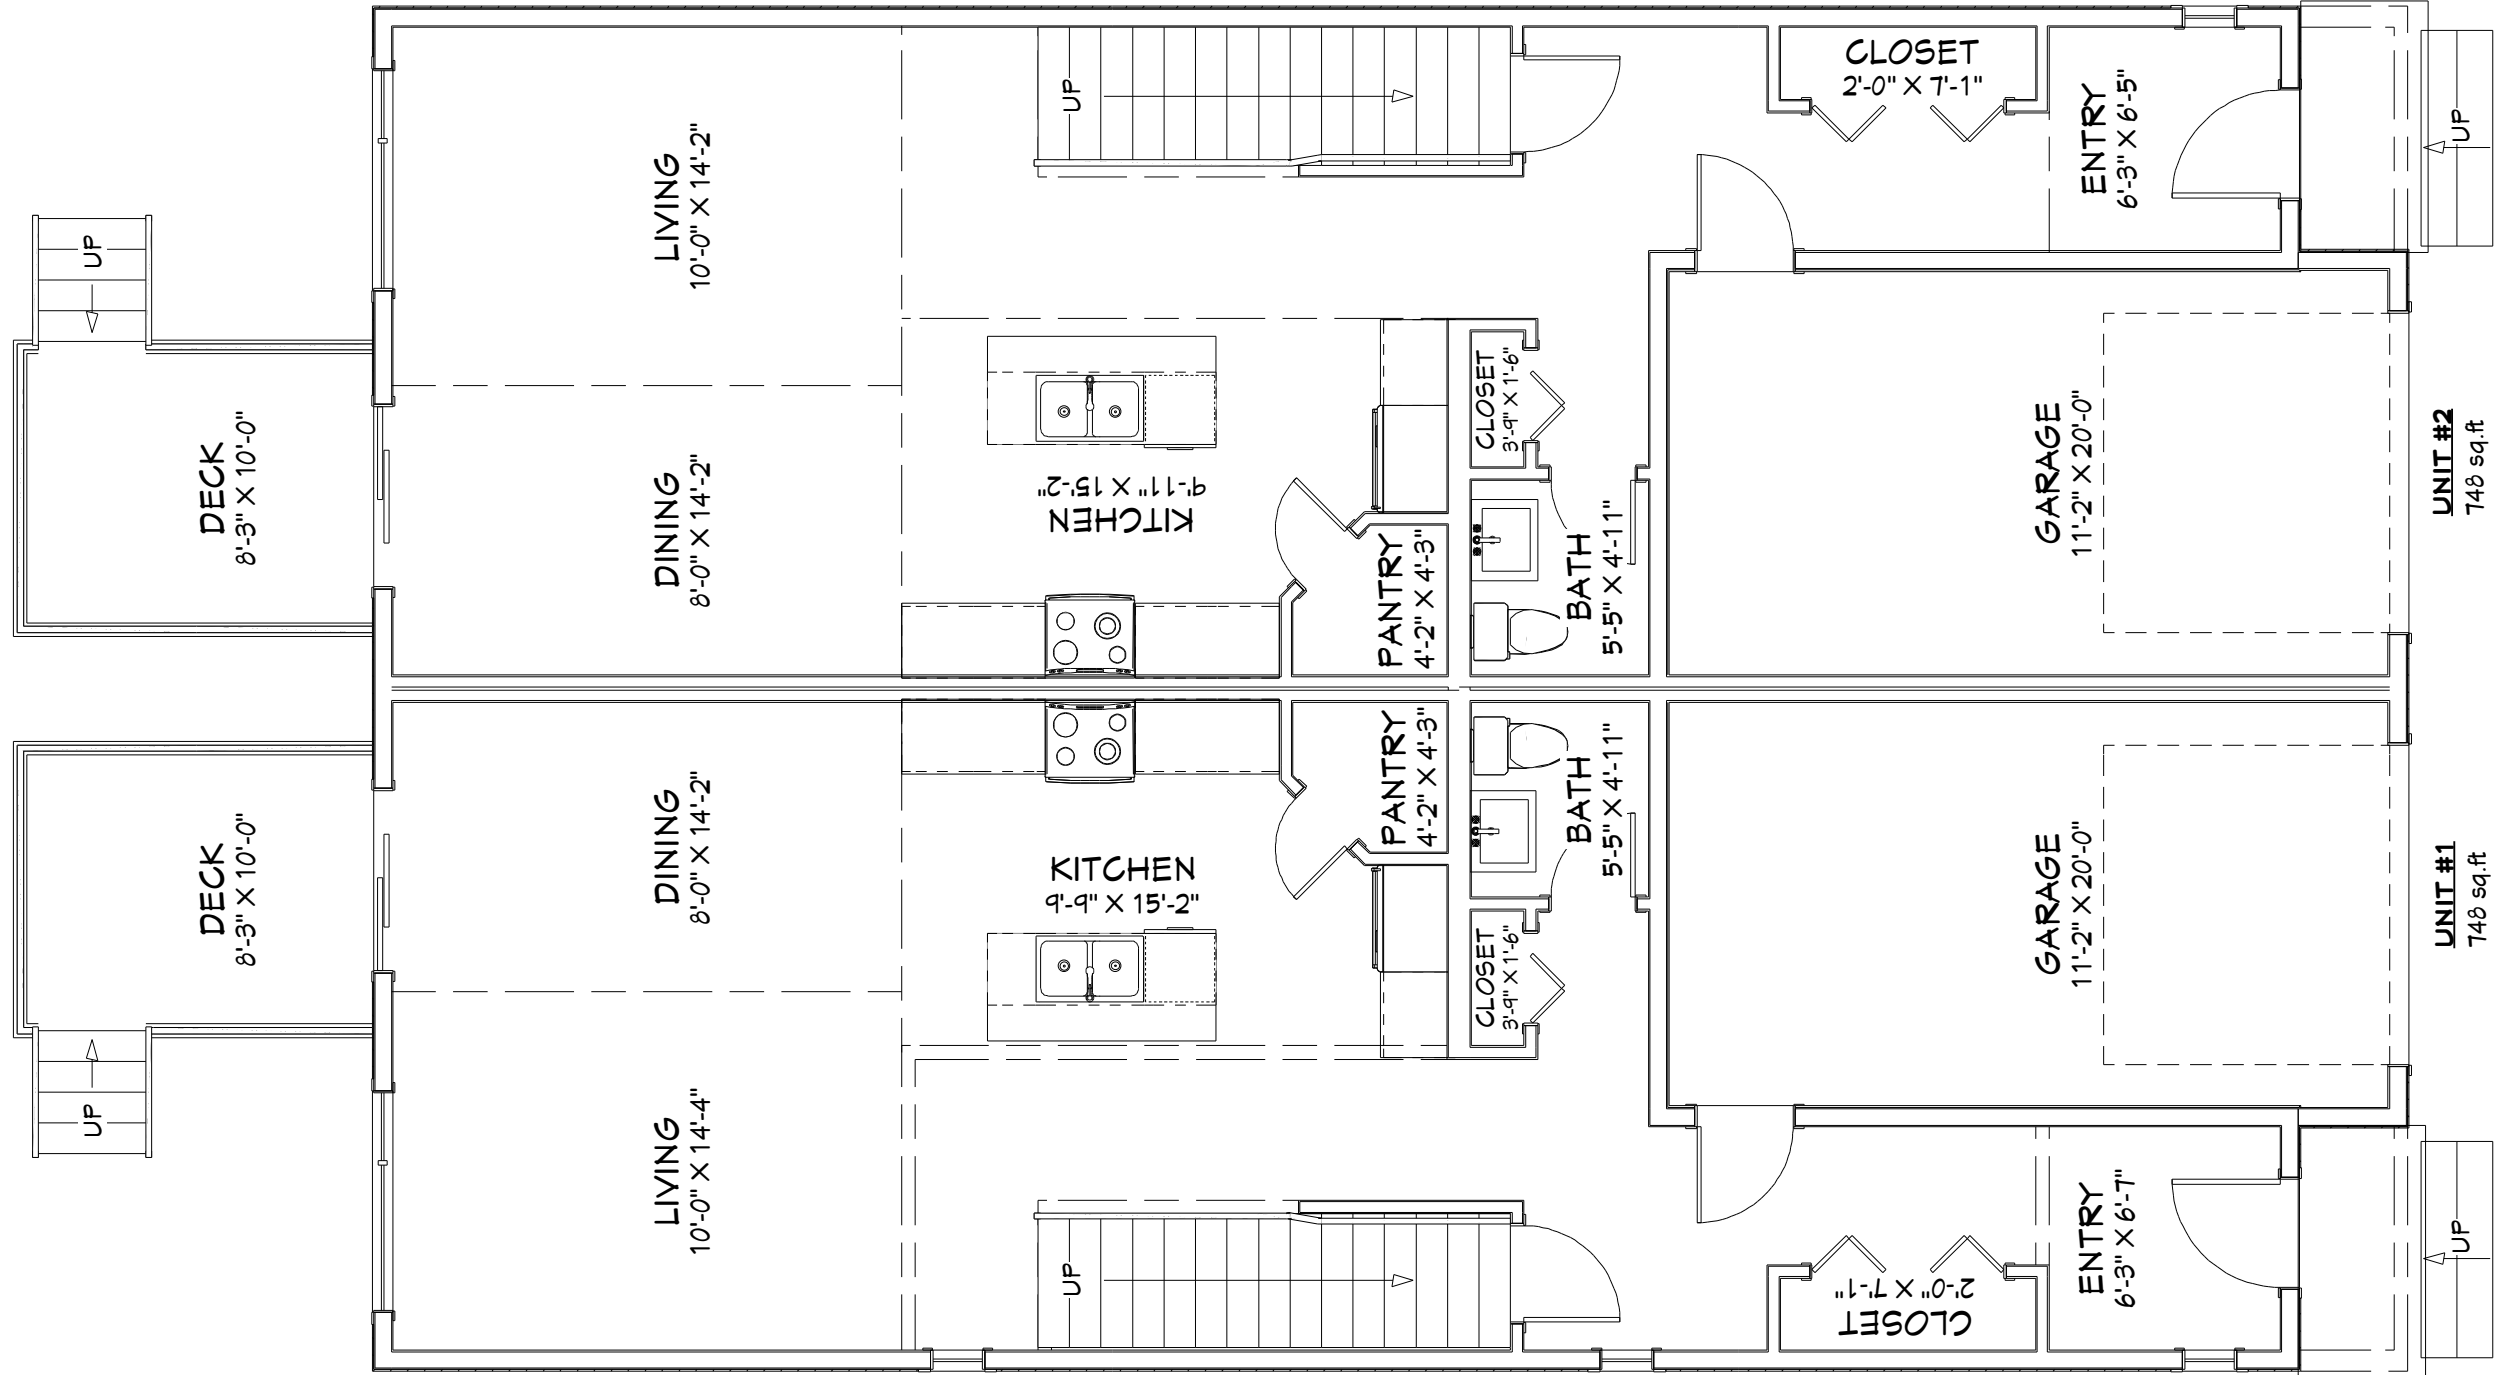 UP
DECK
8'-3" X 10'-0"
LIVING
10'-0" X 14'-2"
DINING
8'-0" X 14'-2"
UP
KITCHEN
9'-11" X 15'-2"
PANTRY
4'-2" X 4'-3"
CLOSET
3'-9" X 1'-6"
BATH
5'-5" X 4'-11"
CLOSET
2'-0" X 7'-1"
ENTRY
6'-3" X 6'-5"
GARAGE
11'-2" X 20'-0"
UP
UNIT #2
748 sq.ft
DECK
8'-3" X 10'-0"
UP
DINING
8'-0" X 14'-2"
LIVING
10'-0" X 14'-4"
KITCHEN
9'-9" X 15'-2"
UP
PANTRY
4'-2" X 4'-3"
BATH
5'-5" X 4'-11"
CLOSET
3'-9" X 1'-6"
CLOSET
2'-0" X 7'-1"
GARAGE
11'-2" X 20'-0"
ENTRY
6'-3" X 6'-7"
UP
UNIT #1
748 sq.ft